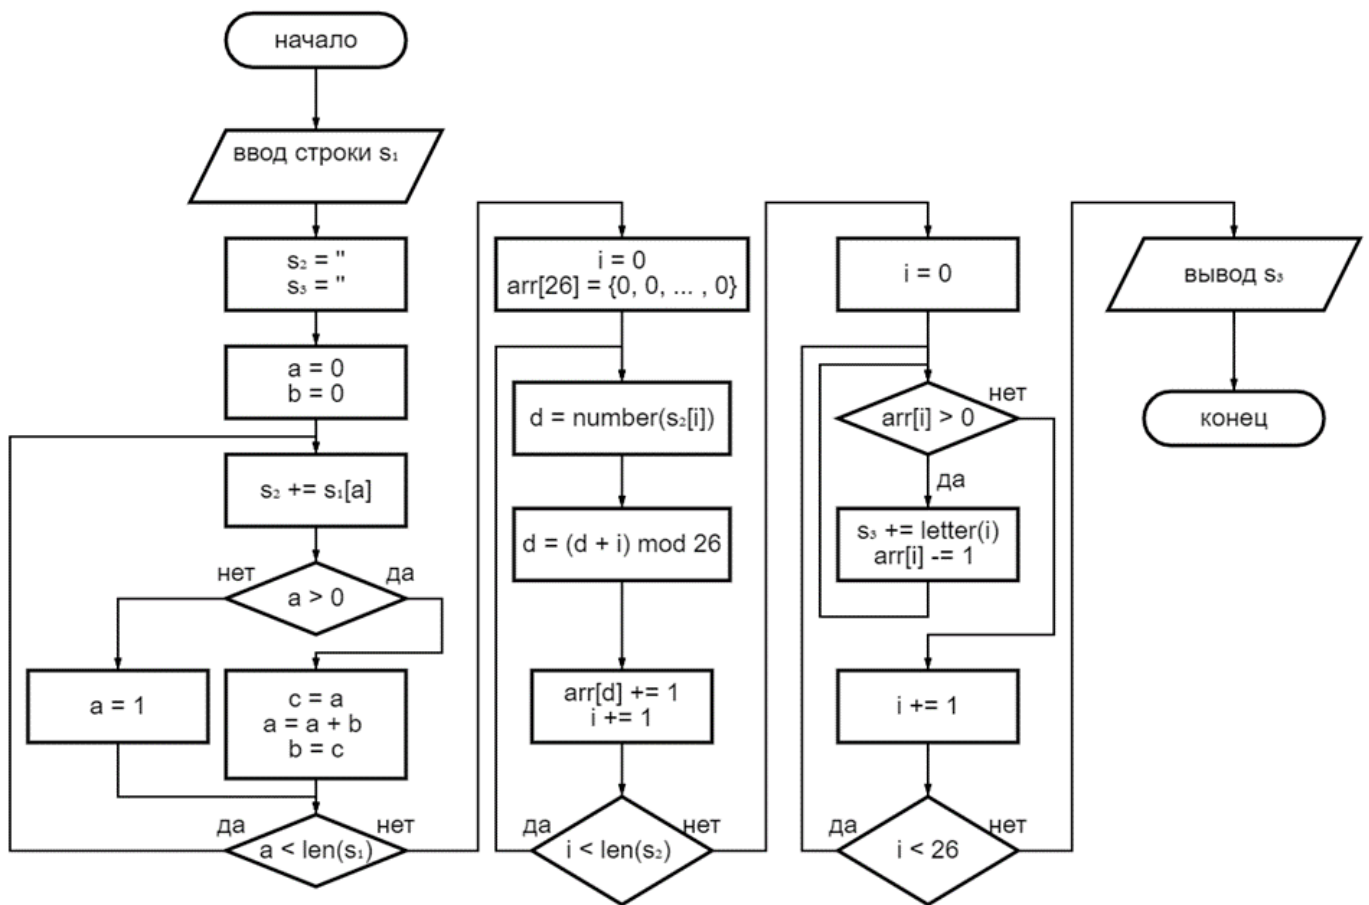 начало
ввод строки s₁
s₂ = "
s₃ = "
a = 0
b = 0
s₂ += s₁[a]
нет
да
a > 0
a = 1
c = a
a = a + b
b = c
да
нет
a < len(s₁)
i = 0
arr[26] = {0, 0, ... , 0}
d = number(s₂[i])
d = (d + i) mod 26
arr[d] += 1
i += 1
да
нет
i < len(s₂)
i = 0
нет
arr[i] > 0
да
s₃ += letter(i)
arr[i] -= 1
i += 1
да
нет
i < 26
вывод s₃
конец